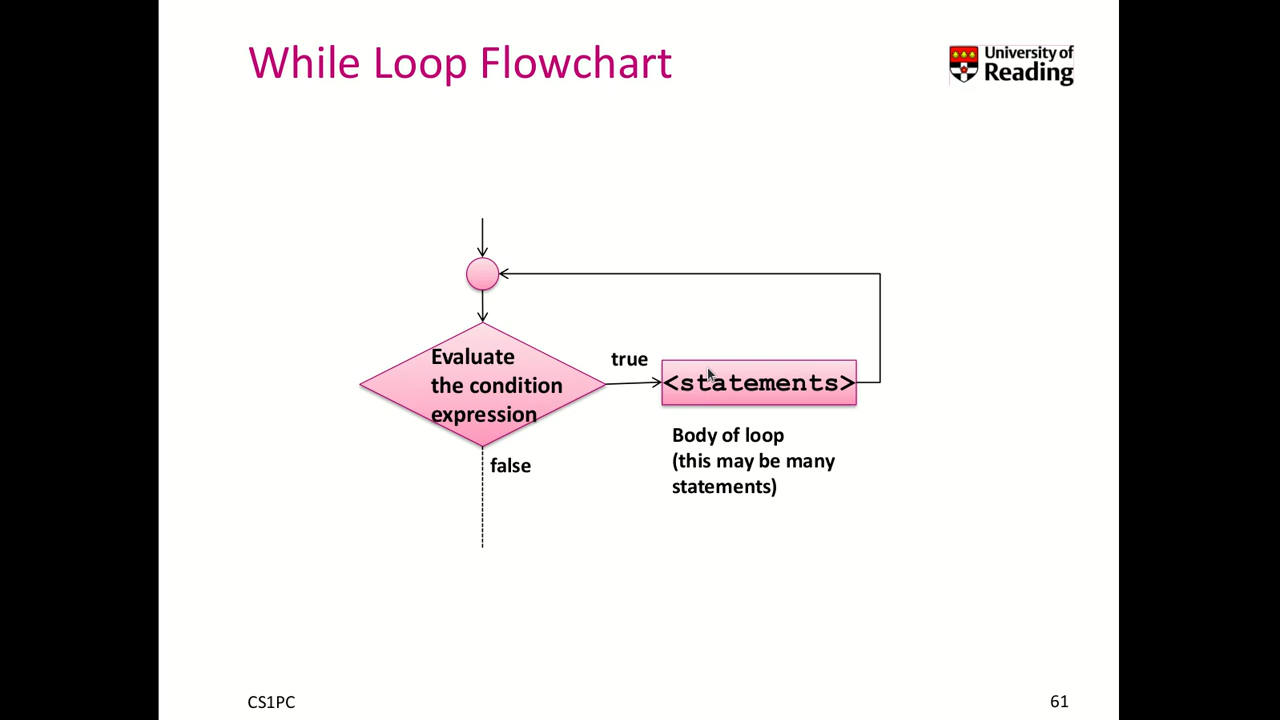 While Loop Flowchart
University of
Reading
Evaluate
the condition
expression
true
<statements>
Body of loop
(this may be many
statements)
false
CS1PC
61